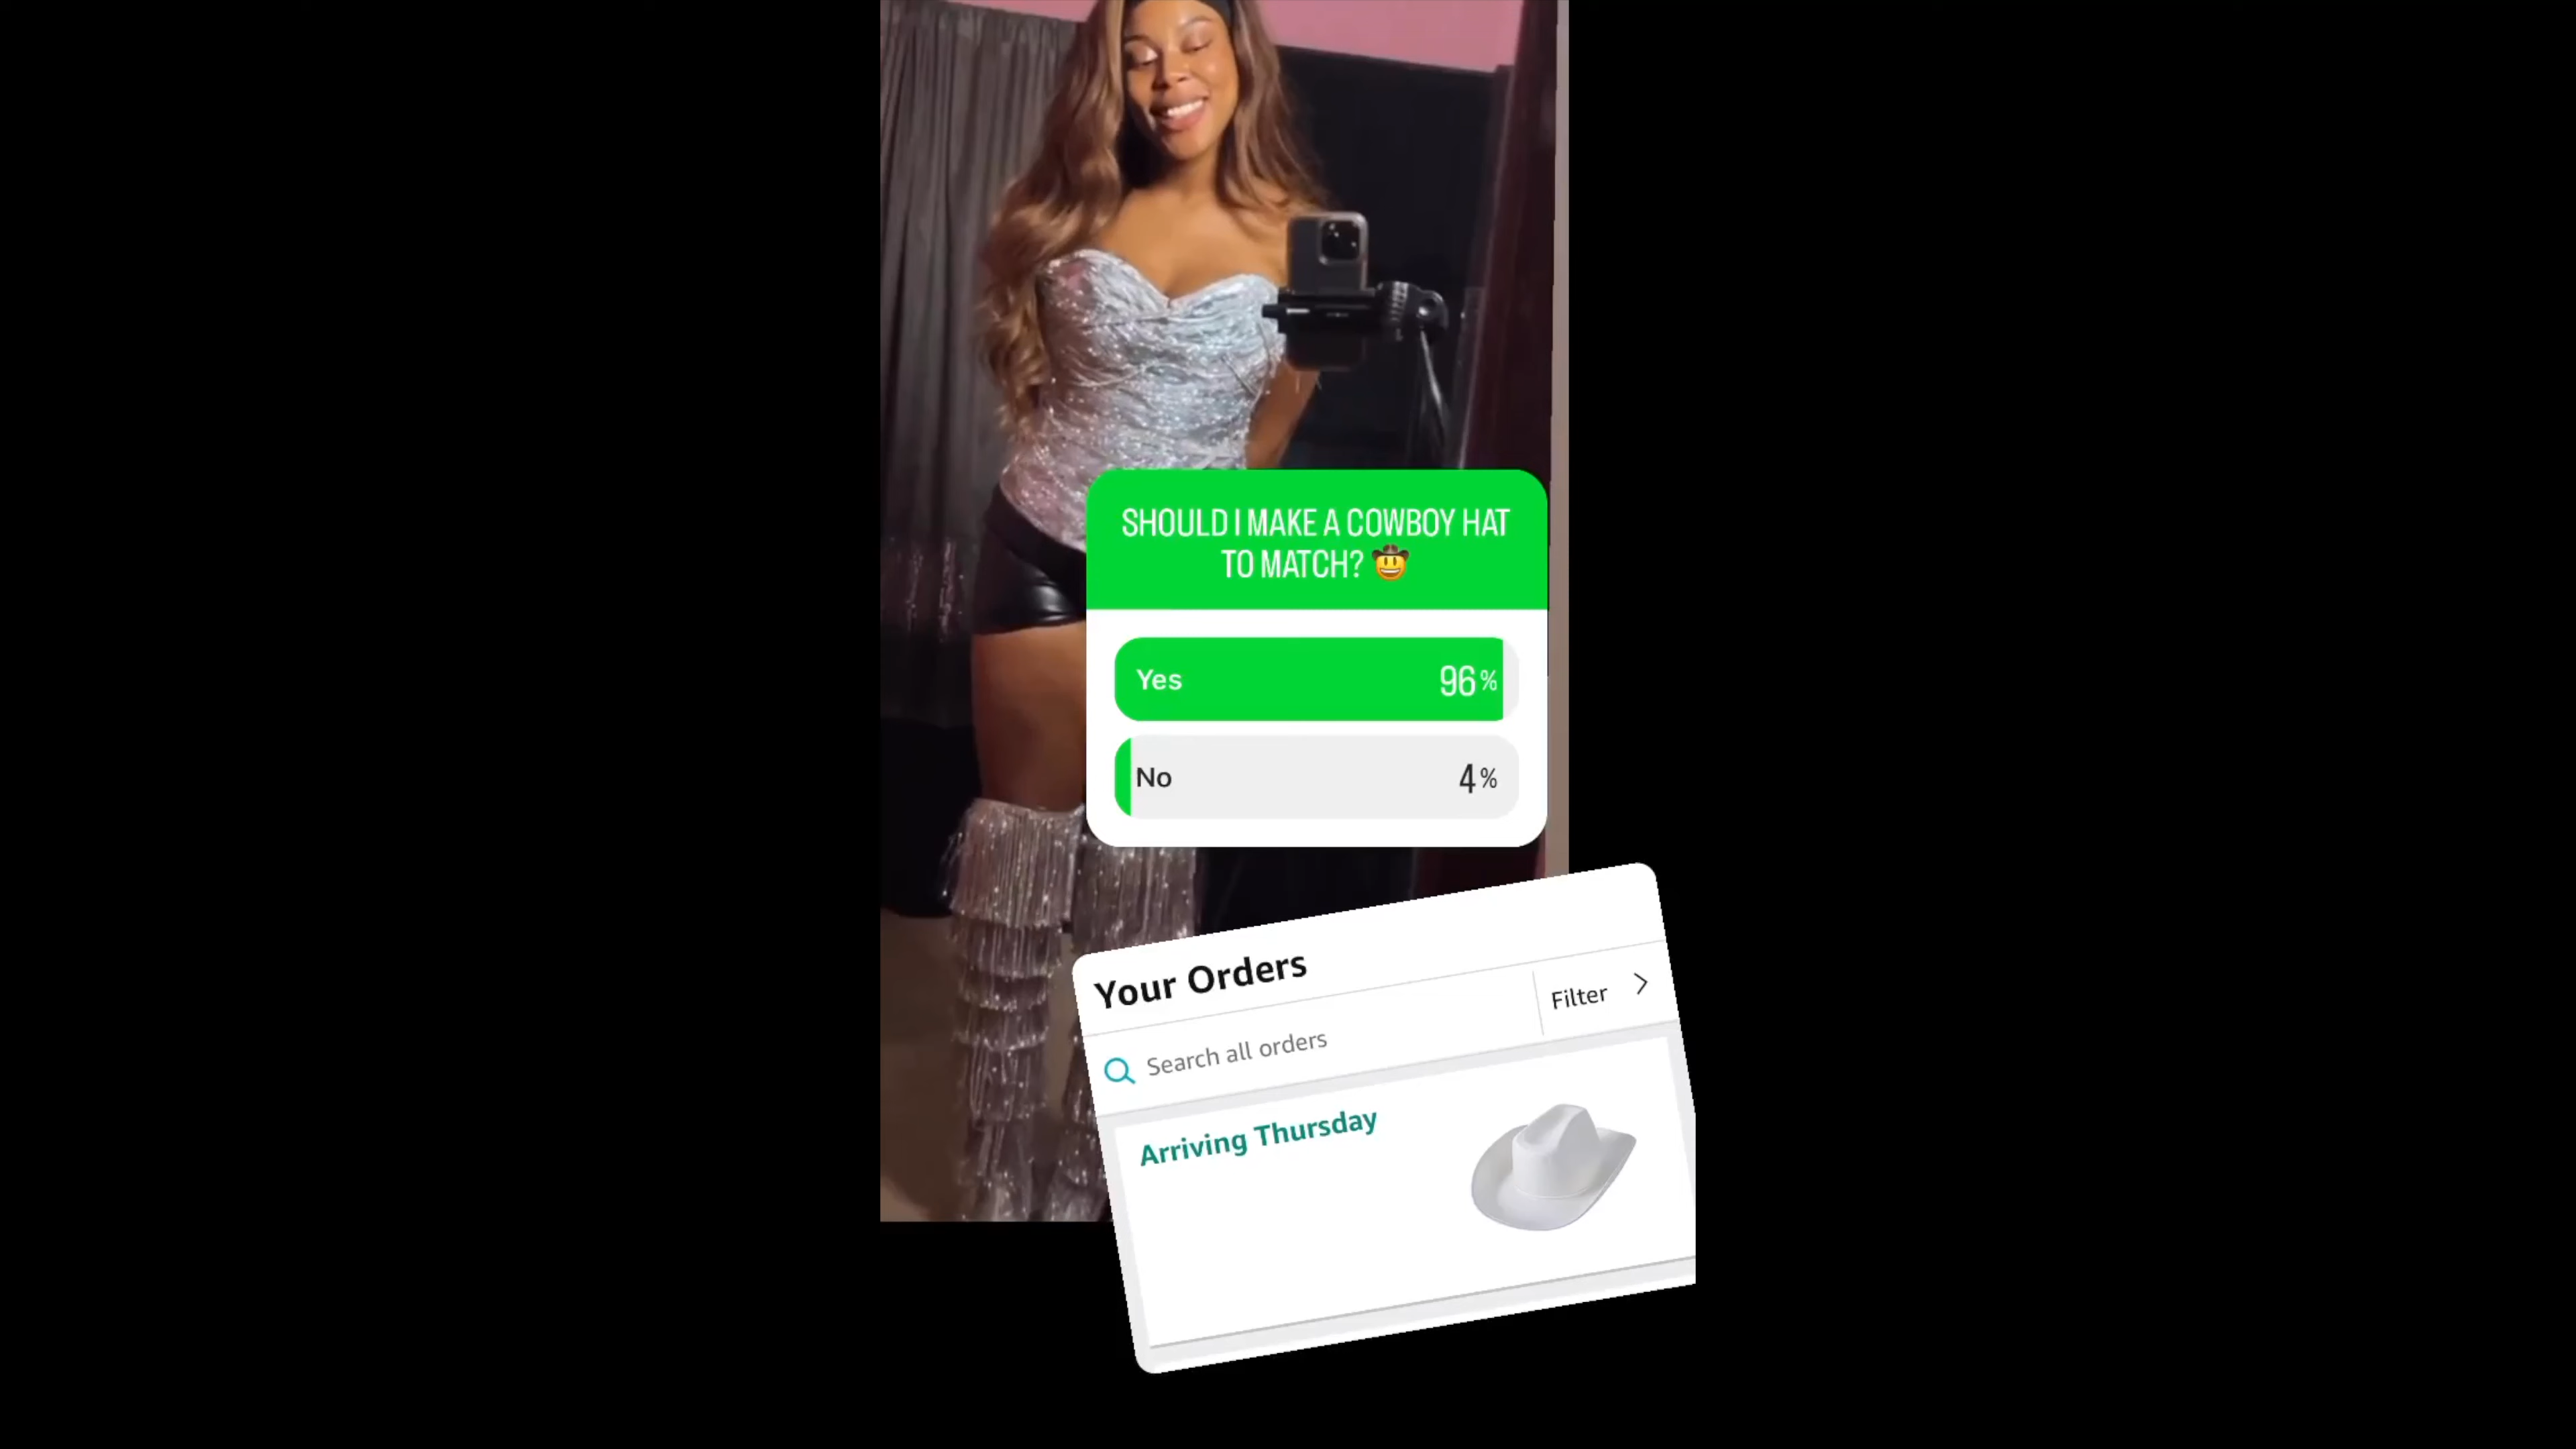 SHOULD I MAKE A COWBOY HAT
TO MATCH? 🤠
Yes 96%
No 4%
Your Orders
Search all orders
Filter
Arriving Thursday